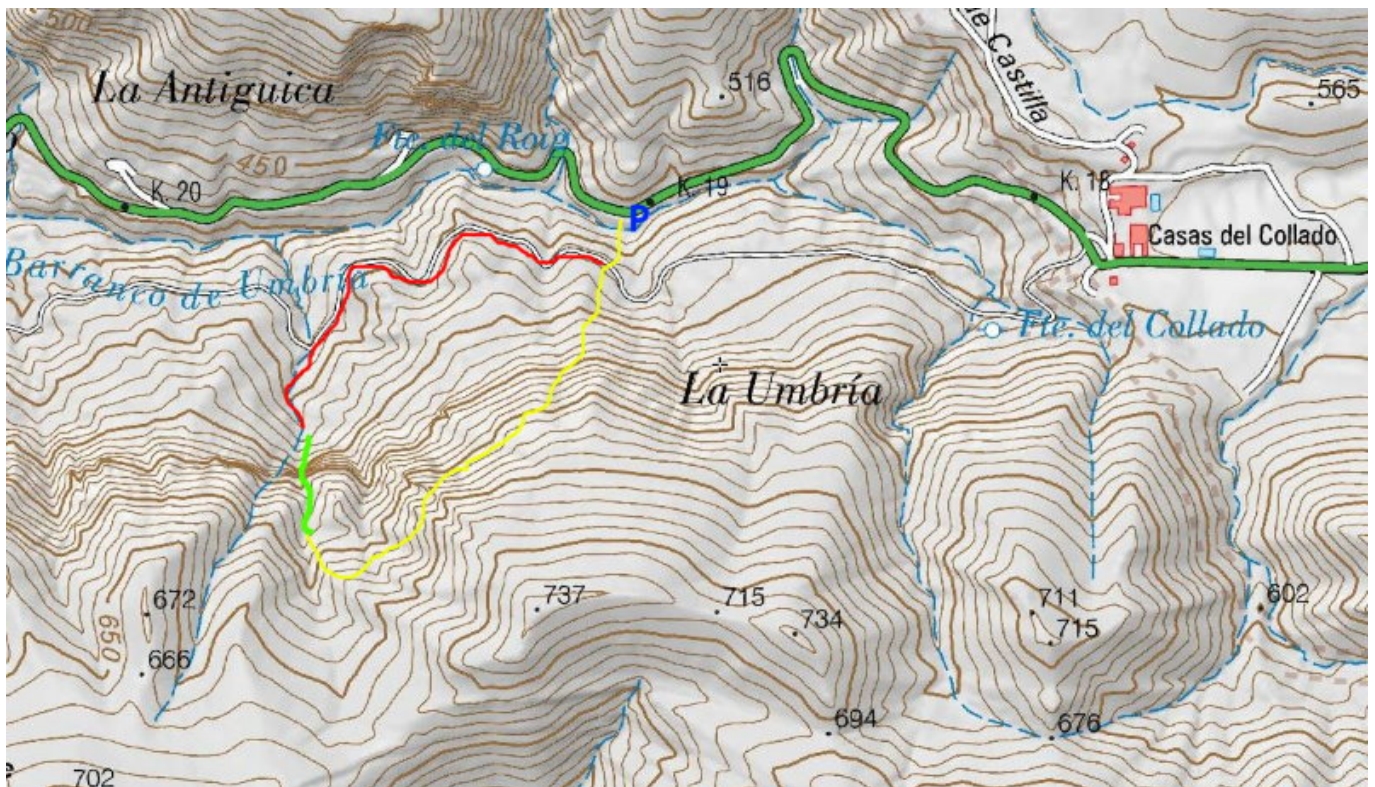 500
de Castilla
La Antiguica
516
565
Fte. del Roig
450
K. 20
K. 19
K. 18
P
Casas del Collado
Barranco de Umbría
Fte. del Collado
La Umbría
672
650
666
737
715
734
711
715
602
694
676
702